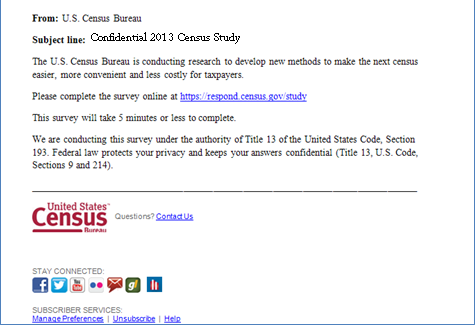 From: U.S. Census Bureau
Subject line: Confidential 2013 Census Study
The U.S. Census Bureau is conducting research to develop new methods to make the next census
easier, more convenient and less costly for taxpayers.
Please complete the survey online at https://respond.census.gov/study
This survey will take 5 minutes or less to complete.
We are conducting this survey under the authority of Title 13 of the United States Code, Section
193. Federal law protects your privacy and keeps your answers confidential (Title 13, U.S. Code,
Sections 9 and 214).
United States™
Census
Bureau
Questions? Contact Us
STAY CONNECTED:
SUBSCRIBER SERVICES:
Manage Preferences | Unsubscribe | Help